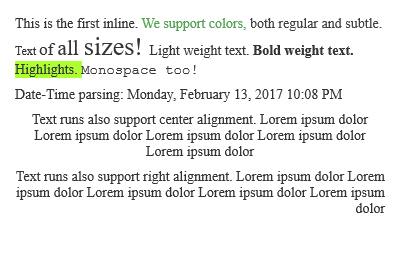 This is the first inline. We support colors, both regular and subtle.
Text of all sizes! Light weight text. Bold weight text.
Highlights. Monospace too!
Date-Time parsing: Monday, February 13, 2017 10:08 PM
Text runs also support center alignment. Lorem ipsum dolor
Lorem ipsum dolor Lorem ipsum dolor Lorem ipsum dolor
Lorem ipsum dolor
Text runs also support right alignment. Lorem ipsum dolor Lorem
ipsum dolor Lorem ipsum dolor Lorem ipsum dolor Lorem ipsum
dolor